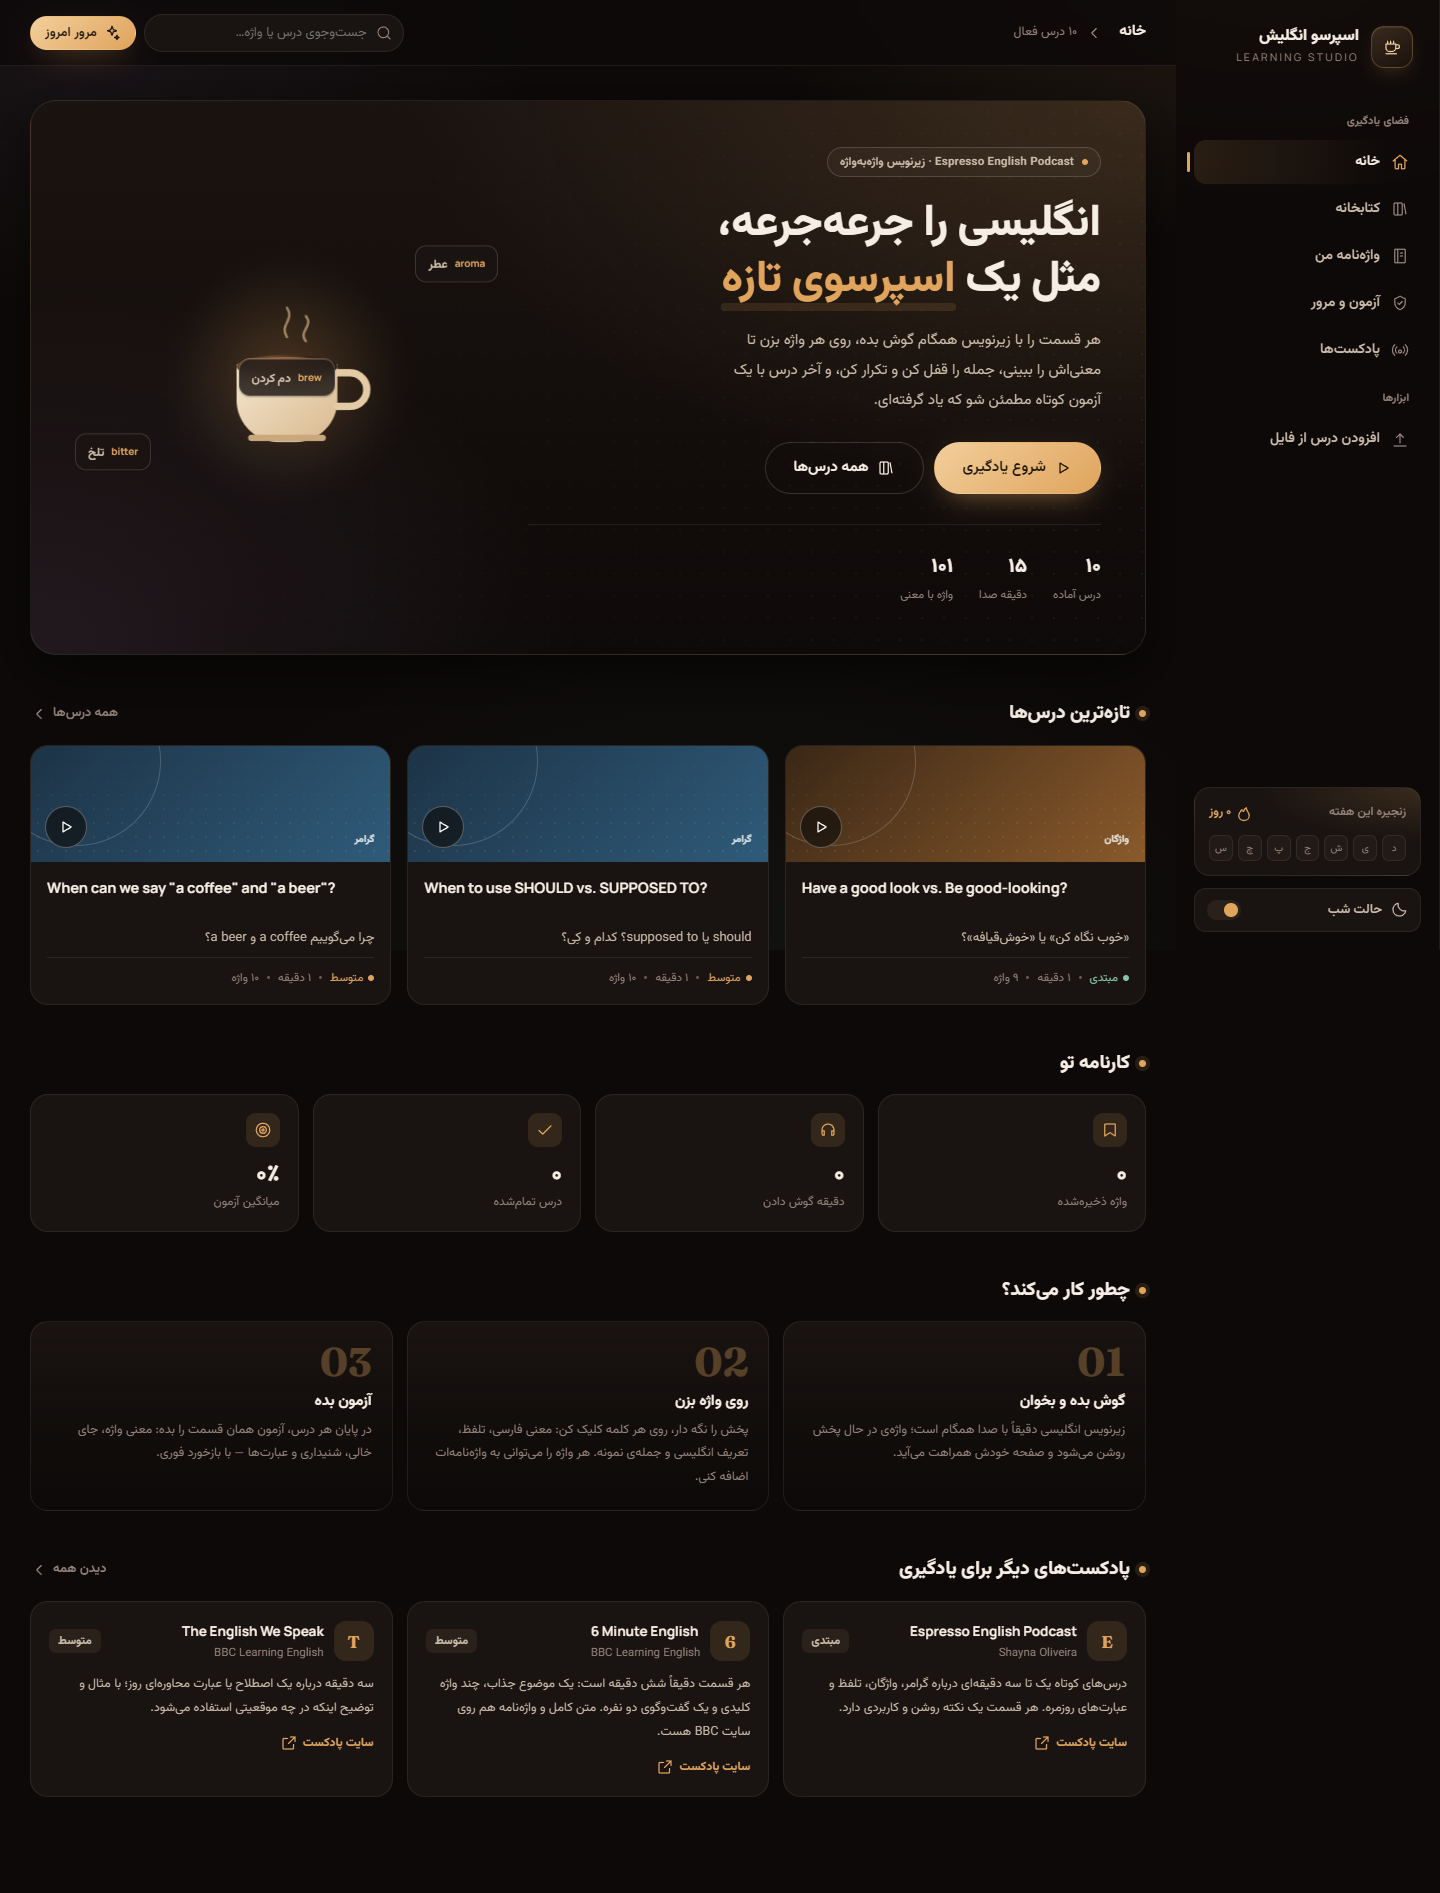 اسپرسو انگلیش
LEARNING STUDIO
فضای یادگیری
خانه
کتابخانه
واژه‌نامه من
آزمون و مرور
پادکست‌ها
ابزارها
افزودن درس از فایل
زنجیره این هفته
۰ روز
د ی ش ج پ چ س
حالت شب
خانه
۱۰ درس فعال
جست‌وجوی درس یا واژه…
مرور امروز
Espresso English Podcast · زیرنویس واژه‌به‌واژه
انگلیسی را جرعه‌جرعه،
مثل یک اسپرسوی تازه
هر قسمت را با زیرنویس همگام گوش بده، روی هر واژه بزن تا
معنی‌اش را ببینی، جمله را قفل کن و تکرار کن، و آخر درس با یک
آزمون کوتاه مطمئن شو که یاد گرفته‌ای.
شروع یادگیری
همه درس‌ها
۱۰
درس آماده
۱۵
دقیقه صدا
۱۰۱
واژه با معنی
aroma عطر
brew دم کردن
bitter تلخ
تازه‌ترین درس‌ها
همه درس‌ها
واژگان
Have a good look vs. Be good-looking?
«خوب نگاه کن» یا «خوش‌قیافه»؟
مبتدی • ۱ دقیقه • ۹ واژه
گرامر
When to use SHOULD vs. SUPPOSED TO?
should یا supposed to؟ کدام و کِی؟
متوسط • ۱ دقیقه • ۱۰ واژه
گرامر
When can we say "a coffee" and "a beer"?
چرا می‌گوییم a coffee و a beer؟
متوسط • ۱ دقیقه • ۱۰ واژه
کارنامه تو
۰
واژه ذخیره‌شده
۰
دقیقه گوش دادن
۰
درس تمام‌شده
۰٪
میانگین آزمون
چطور کار می‌کند؟
01
گوش بده و بخوان
زیرنویس انگلیسی دقیقاً با صدا همگام است؛ واژه‌ی در حال پخش
روشن می‌شود و صفحه خودش همراهت می‌آید.
02
روی واژه بزن
پخش را نگه دار، روی هر کلمه کلیک کن: معنی فارسی، تلفظ،
تعریف انگلیسی و جمله‌ی نمونه. هر واژه را می‌توانی به واژه‌نامه‌ات
اضافه کنی.
03
آزمون بده
در پایان هر درس، آزمون همان قسمت را بده: معنی واژه، جای
خالی، شنیداری و عبارت‌ها — با بازخورد فوری.
پادکست‌های دیگر برای یادگیری
دیدن همه
E
Espresso English Podcast
Shayna Oliveira
مبتدی
درس‌های کوتاه یک تا سه دقیقه‌ای درباره گرامر، واژگان، تلفظ و
عبارت‌های روزمره. هر قسمت یک نکته روشن و کاربردی دارد.
سایت پادکست
6
6 Minute English
BBC Learning English
متوسط
هر قسمت دقیقاً شش دقیقه است: یک موضوع جذاب، چند واژه
کلیدی و یک گفت‌وگوی دو نفره. متن کامل و واژه‌نامه هم روی
سایت BBC هست.
سایت پادکست
T
The English We Speak
BBC Learning English
متوسط
سه دقیقه درباره یک اصطلاح یا عبارت محاوره‌ای روز؛ با مثال و
توضیح اینکه در چه موقعیتی استفاده می‌شود.
سایت پادکست